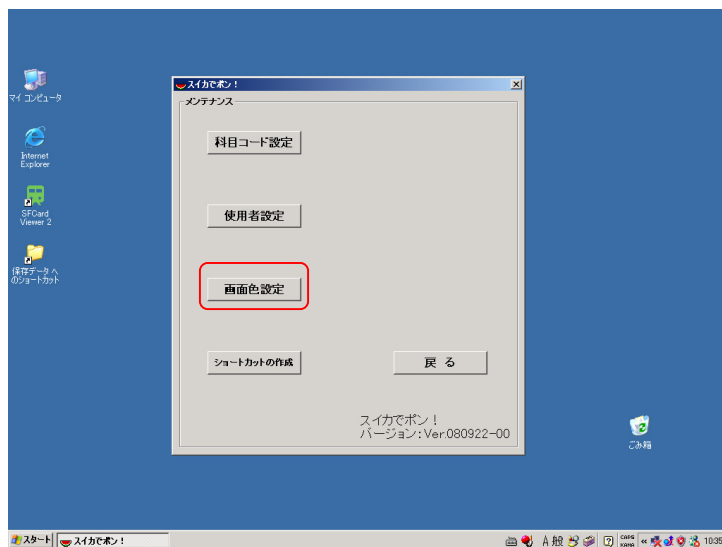 マイ コンピュータ
Internet
Explorer
SFCard
Viewer 2
保存データ へ
のショートカット
スイカでポン！
メンテナンス
科目コード設定
使用者設定
画面色設定
ショートカットの作成
戻 る
スイカでポン！
バージョン：Ver.080922-00
ごみ箱
スタート
スイカでポン！
A 般
CAPS
KANA
10:35